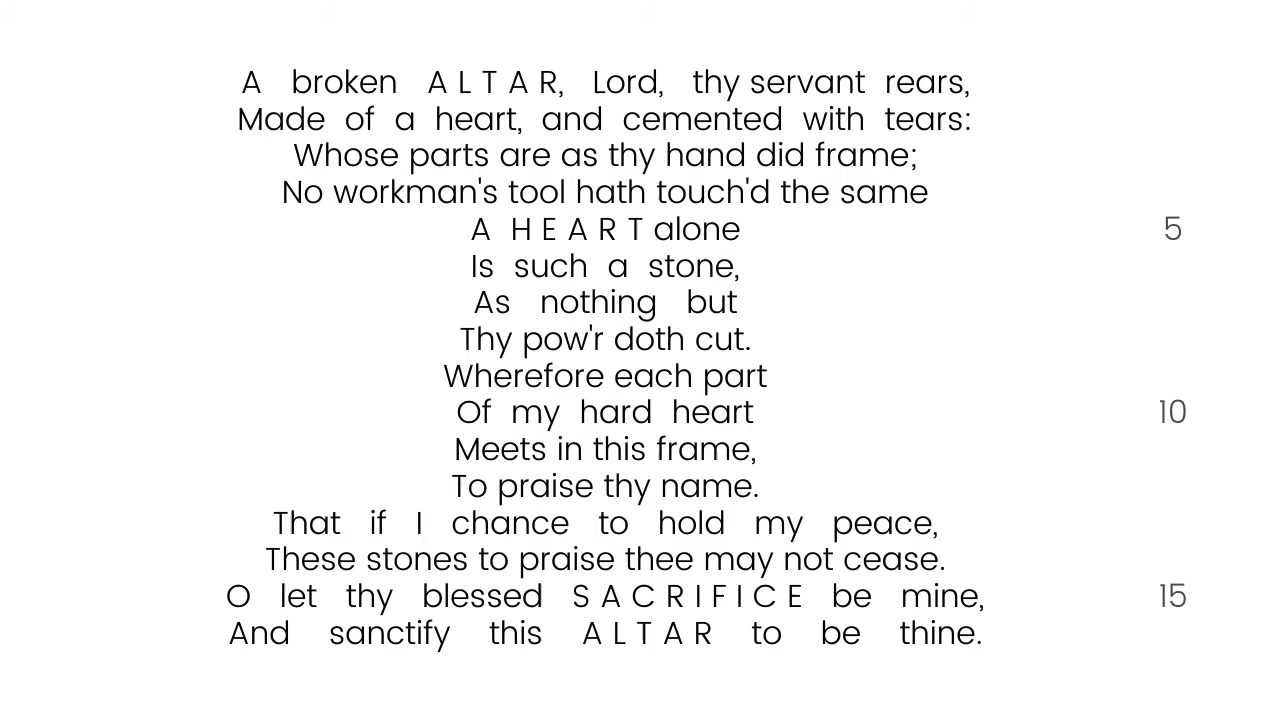 A broken A L T A R, Lord, thy servant rears,
Made of a heart, and cemented with tears:
Whose parts are as thy hand did frame;
No workman's tool hath touch'd the same
A H E A R T alone 5
Is such a stone,
As nothing but
Thy pow'r doth cut.
Wherefore each part
Of my hard heart 10
Meets in this frame,
To praise thy name.
That if I chance to hold my peace,
These stones to praise thee may not cease.
O let thy blessed S A C R I F I C E be mine, 15
And sanctify this A L T A R to be thine.